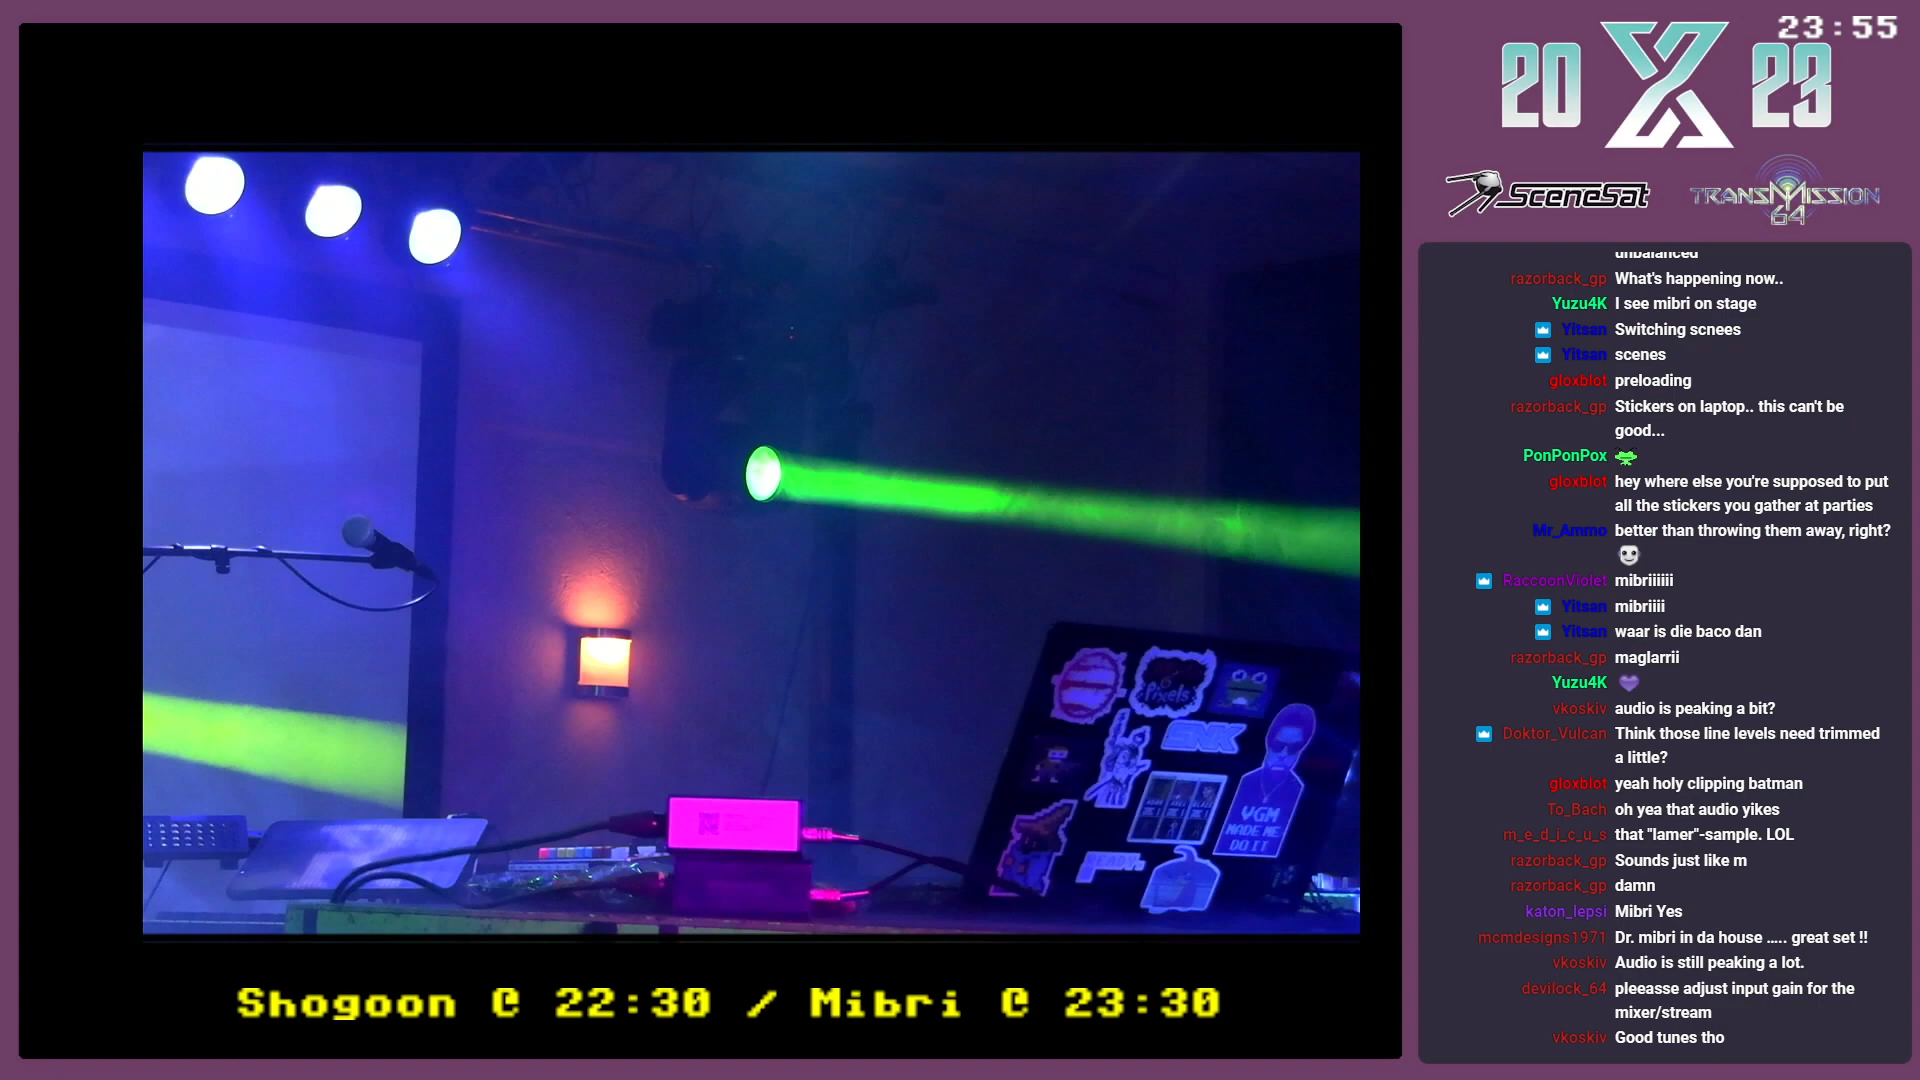 23:55
20 X 23
SceneSat
TRANSMISSION
64
unbalanced
razorback_gp What's happening now..
Yuzu4K I see mibri on stage
Yitsan Switching scnees
Yitsan scenes
gloxblot preloading
razorback_gp Stickers on laptop.. this can't be
good...
PonPonPox
gloxblot hey where else you're supposed to put
all the stickers you gather at parties
Mr_Ammo better than throwing them away, right?
RaccoonViolet mibriiiiii
Yitsan mibriiii
Yitsan waar is die baco dan
razorback_gp maglarrii
Yuzu4K
vkoskiv audio is peaking a bit?
Doktor_Vulcan Think those line levels need trimmed
a little?
gloxblot yeah holy clipping batman
To_Bach oh yea that audio yikes
m_e_d_i_c_u_s that "lamer"-sample. LOL
razorback_gp Sounds just like m
razorback_gp damn
katon_lepsi Mibri Yes
mcmdesigns1971 Dr. mibri in da house ..... great set !!
vkoskiv Audio is still peaking a lot.
devilock_64 pleeasse adjust input gain for the
mixer/stream
vkoskiv Good tunes tho
Pixels
SNK
VGM
MADE ME
DO IT
READY.
Shogoon @ 22:30 / Mibri @ 23:30